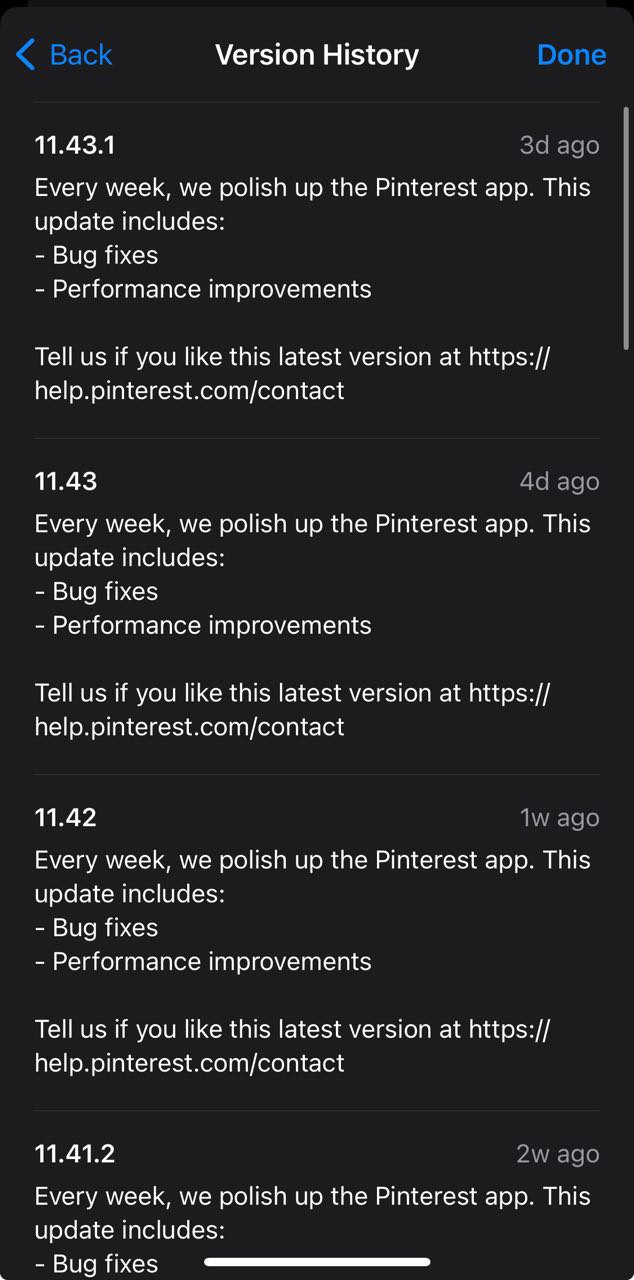 Back
Version History
Done
11.43.1
3d ago
Every week, we polish up the Pinterest app. This
update includes:
- Bug fixes
- Performance improvements
Tell us if you like this latest version at https://
help.pinterest.com/contact
11.43
4d ago
Every week, we polish up the Pinterest app. This
update includes:
- Bug fixes
- Performance improvements
Tell us if you like this latest version at https://
help.pinterest.com/contact
11.42
1w ago
Every week, we polish up the Pinterest app. This
update includes:
- Bug fixes
- Performance improvements
Tell us if you like this latest version at https://
help.pinterest.com/contact
11.41.2
2w ago
Every week, we polish up the Pinterest app. This
update includes:
- Bug fixes